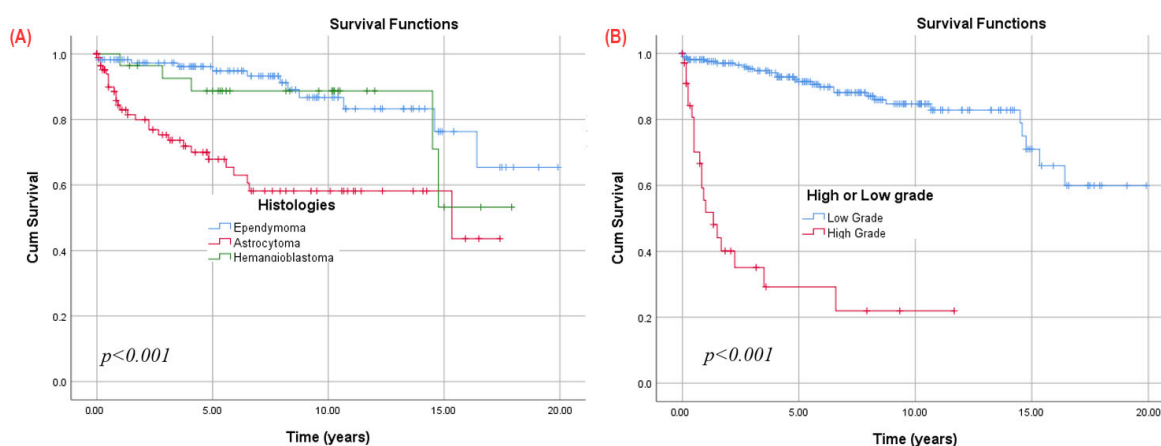 (A)
Survival Functions
1.0
0.8
0.6
0.4
0.2
0.0
Cum Survival
Histologies
Ependymoma
Astrocytoma
Hemangioblastoma
p<0.001
0.00 5.00 10.00 15.00 20.00
Time (years)
(B)
Survival Functions
1.0
0.8
0.6
0.4
0.2
0.0
Cum Survival
High or Low grade
Low Grade
High Grade
p<0.001
0.00 5.00 10.00 15.00 20.00
Time (years)